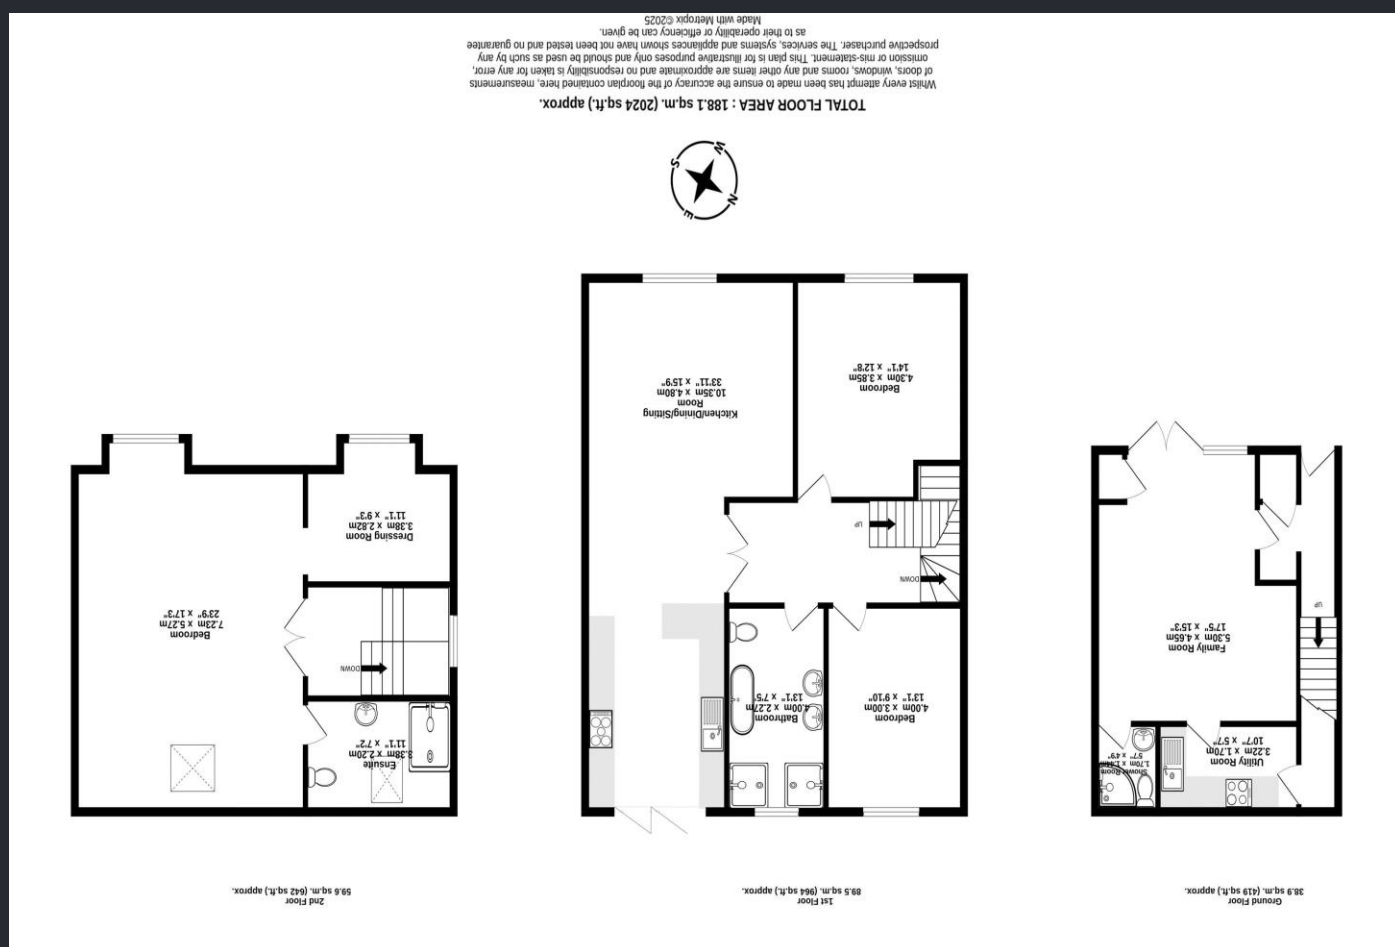 Ground Floor
38.9 sq.m. (419 sq.ft.) approx.
Utility Room
3.22m x 1.70m
10'7" x 5'7"
Shower Room
1.70m x 1.44m
5'7" x 4'9"
Family Room
5.30m x 4.65m
17'5" x 15'3"
UP
1st Floor
89.5 sq.m. (964 sq.ft.) approx.
Bedroom
4.00m x 3.00m
13'1" x 9'10"
Bathroom
4.00m x 2.27m
13'1" x 7'5"
DOWN
UP
Kitchen/Dining/Sitting
Room
10.35m x 4.80m
33'11" x 15'9"
Bedroom
4.30m x 3.85m
14'1" x 12'8"
2nd Floor
59.6 sq.m. (642 sq.ft.) approx.
Ensuite
3.38m x 2.20m
11'1" x 7'2"
DOWN
Bedroom
7.23m x 5.27m
23'9" x 17'3"
Dressing Room
3.38m x 2.82m
11'1" x 9'3"
N
E
S
W
TOTAL FLOOR AREA : 188.1 sq.m. (2024 sq.ft.) approx.
Whilst every attempt has been made to ensure the accuracy of the floorplan contained here, measurements
of doors, windows, rooms and any other items are approximate and no responsibility is taken for any error,
omission or mis-statement. This plan is for illustrative purposes only and should be used as such by any
prospective purchaser. The services, systems and appliances shown have not been tested and no guarantee
as to their operability or efficiency can be given.
Made with Metropix ©2025